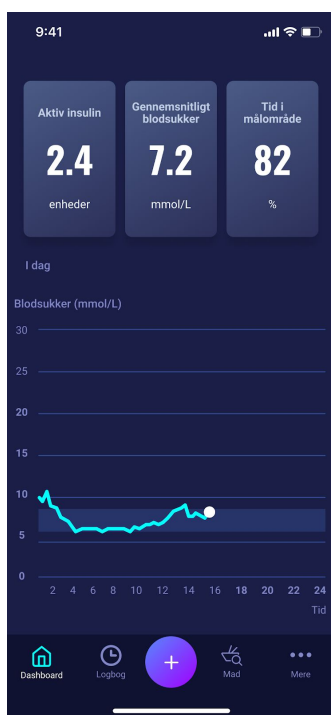 9:41
Aktiv insulin
2.4
enheder
Gennemsnitligt
blodsukker
7.2
mmol/L
Tid i
målområde
82
%
I dag
Blodsukker (mmol/L)
30
25
20
15
10
5
0
2 4 6 8 10 12 14 16 18 20 22 24
Tid
Dashboard
Logbog
+
Mad
Mere